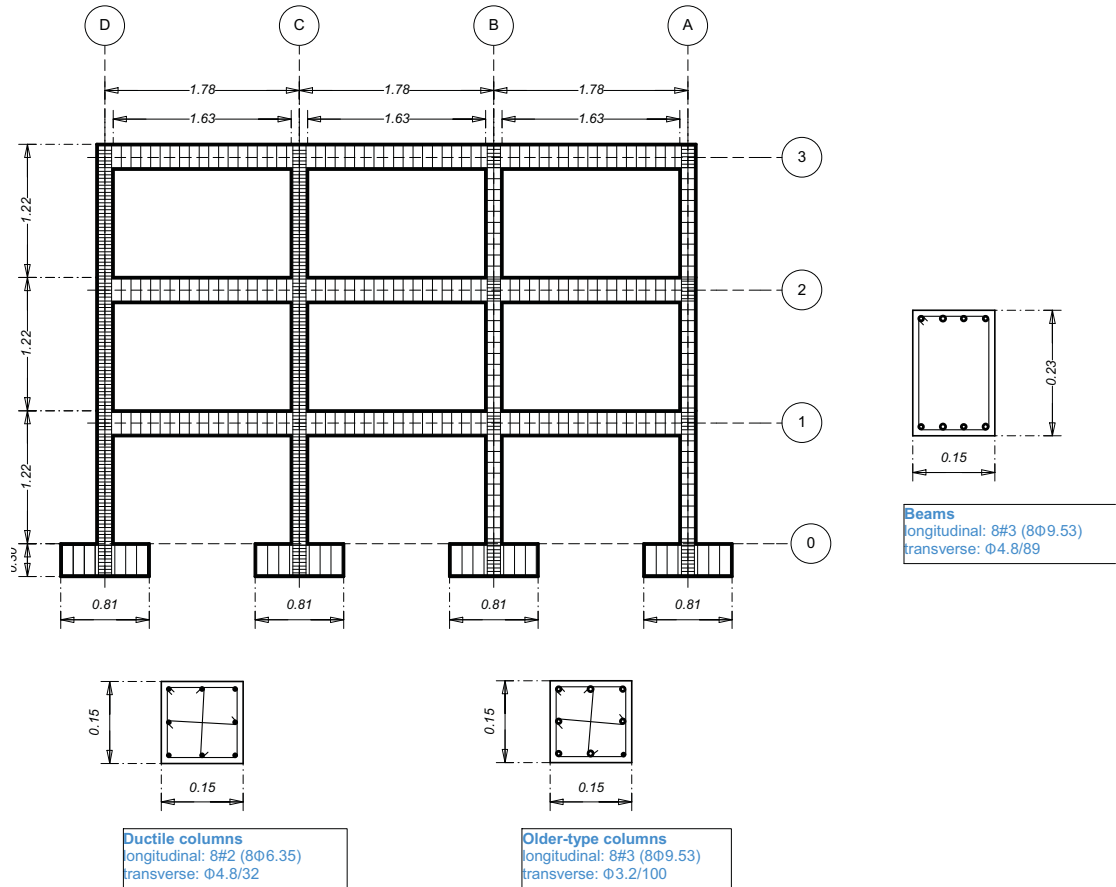 D
C
B
A
1.78
1.78
1.78
1.63
1.63
1.63
3
1.22
2
1.22
1
1.22
0
0.81
0.81
0.81
0.81
0.23
0.15
Beams
longitudinal: 8#3 (8Φ9.53)
transverse: Φ4.8/89
0.15
0.15
0.15
0.15
Ductile columns
longitudinal: 8#2 (8Φ6.35)
transverse: Φ4.8/32
Older-type columns
longitudinal: 8#3 (8Φ9.53)
transverse: Φ3.2/100